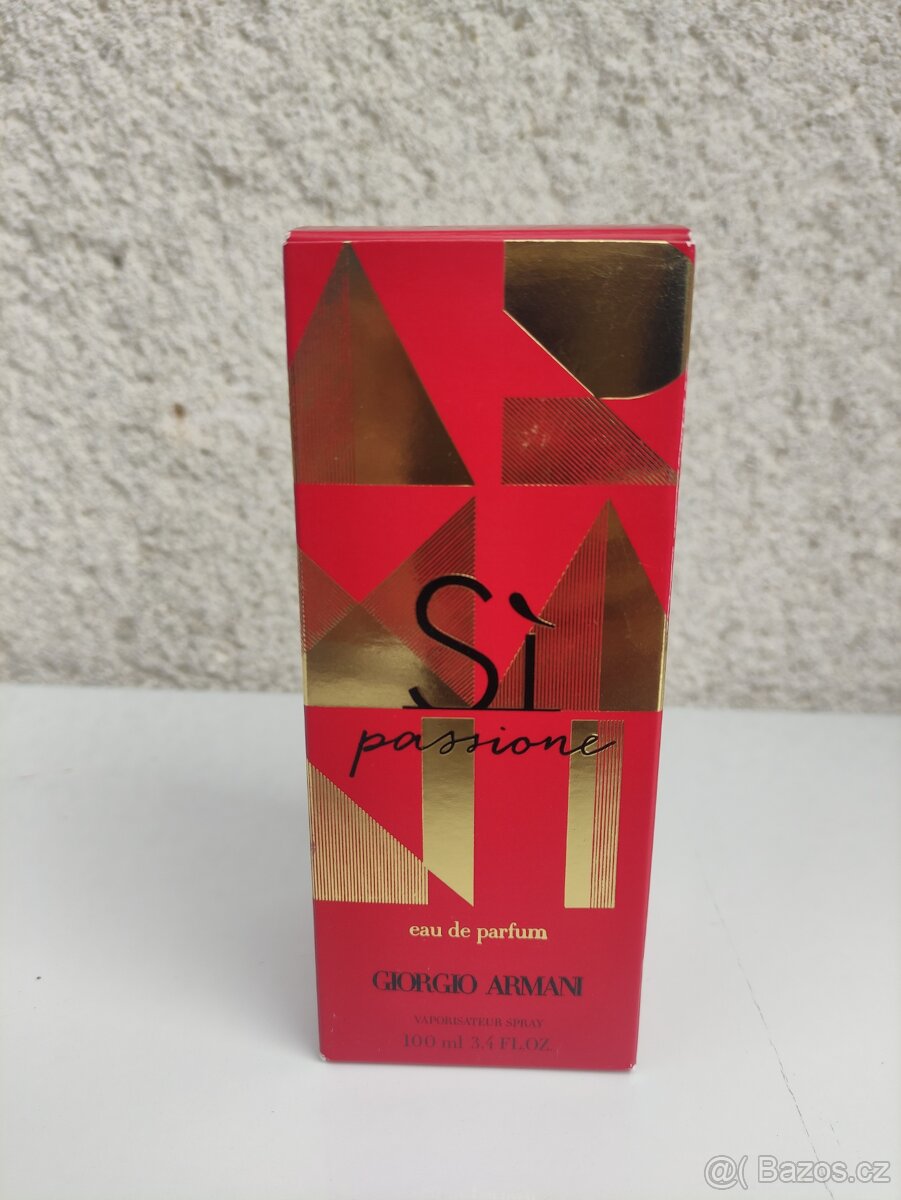 Sì
passione
eau de parfum
GIORGIO ARMANI
VAPORISATEUR SPRAY
100 ml 3,4 FL.OZ.
@( Bazos.cz